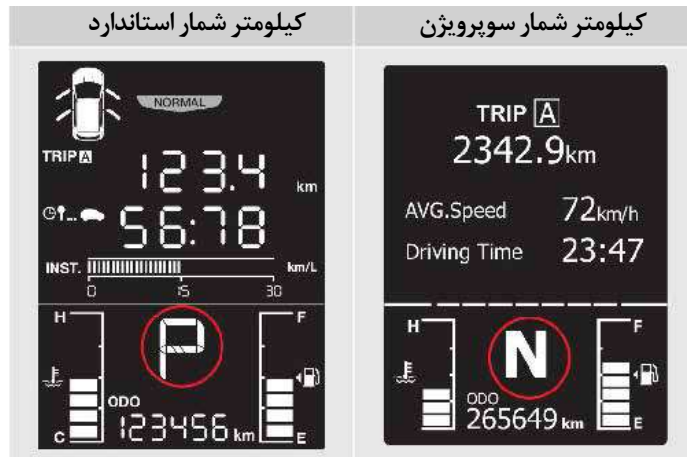 کیلومتر شمار سوپرویژن
کیلومتر شمار استاندارد
NORMAL
TRIP A
123.4 km
56:78
INST.
km/L
0 15 30
H F
P
ODO
123456 km
C E
TRIP A
2342.9km
AVG.Speed 72km/h
Driving Time 23:47
H F
N
ODO
265649 km
E